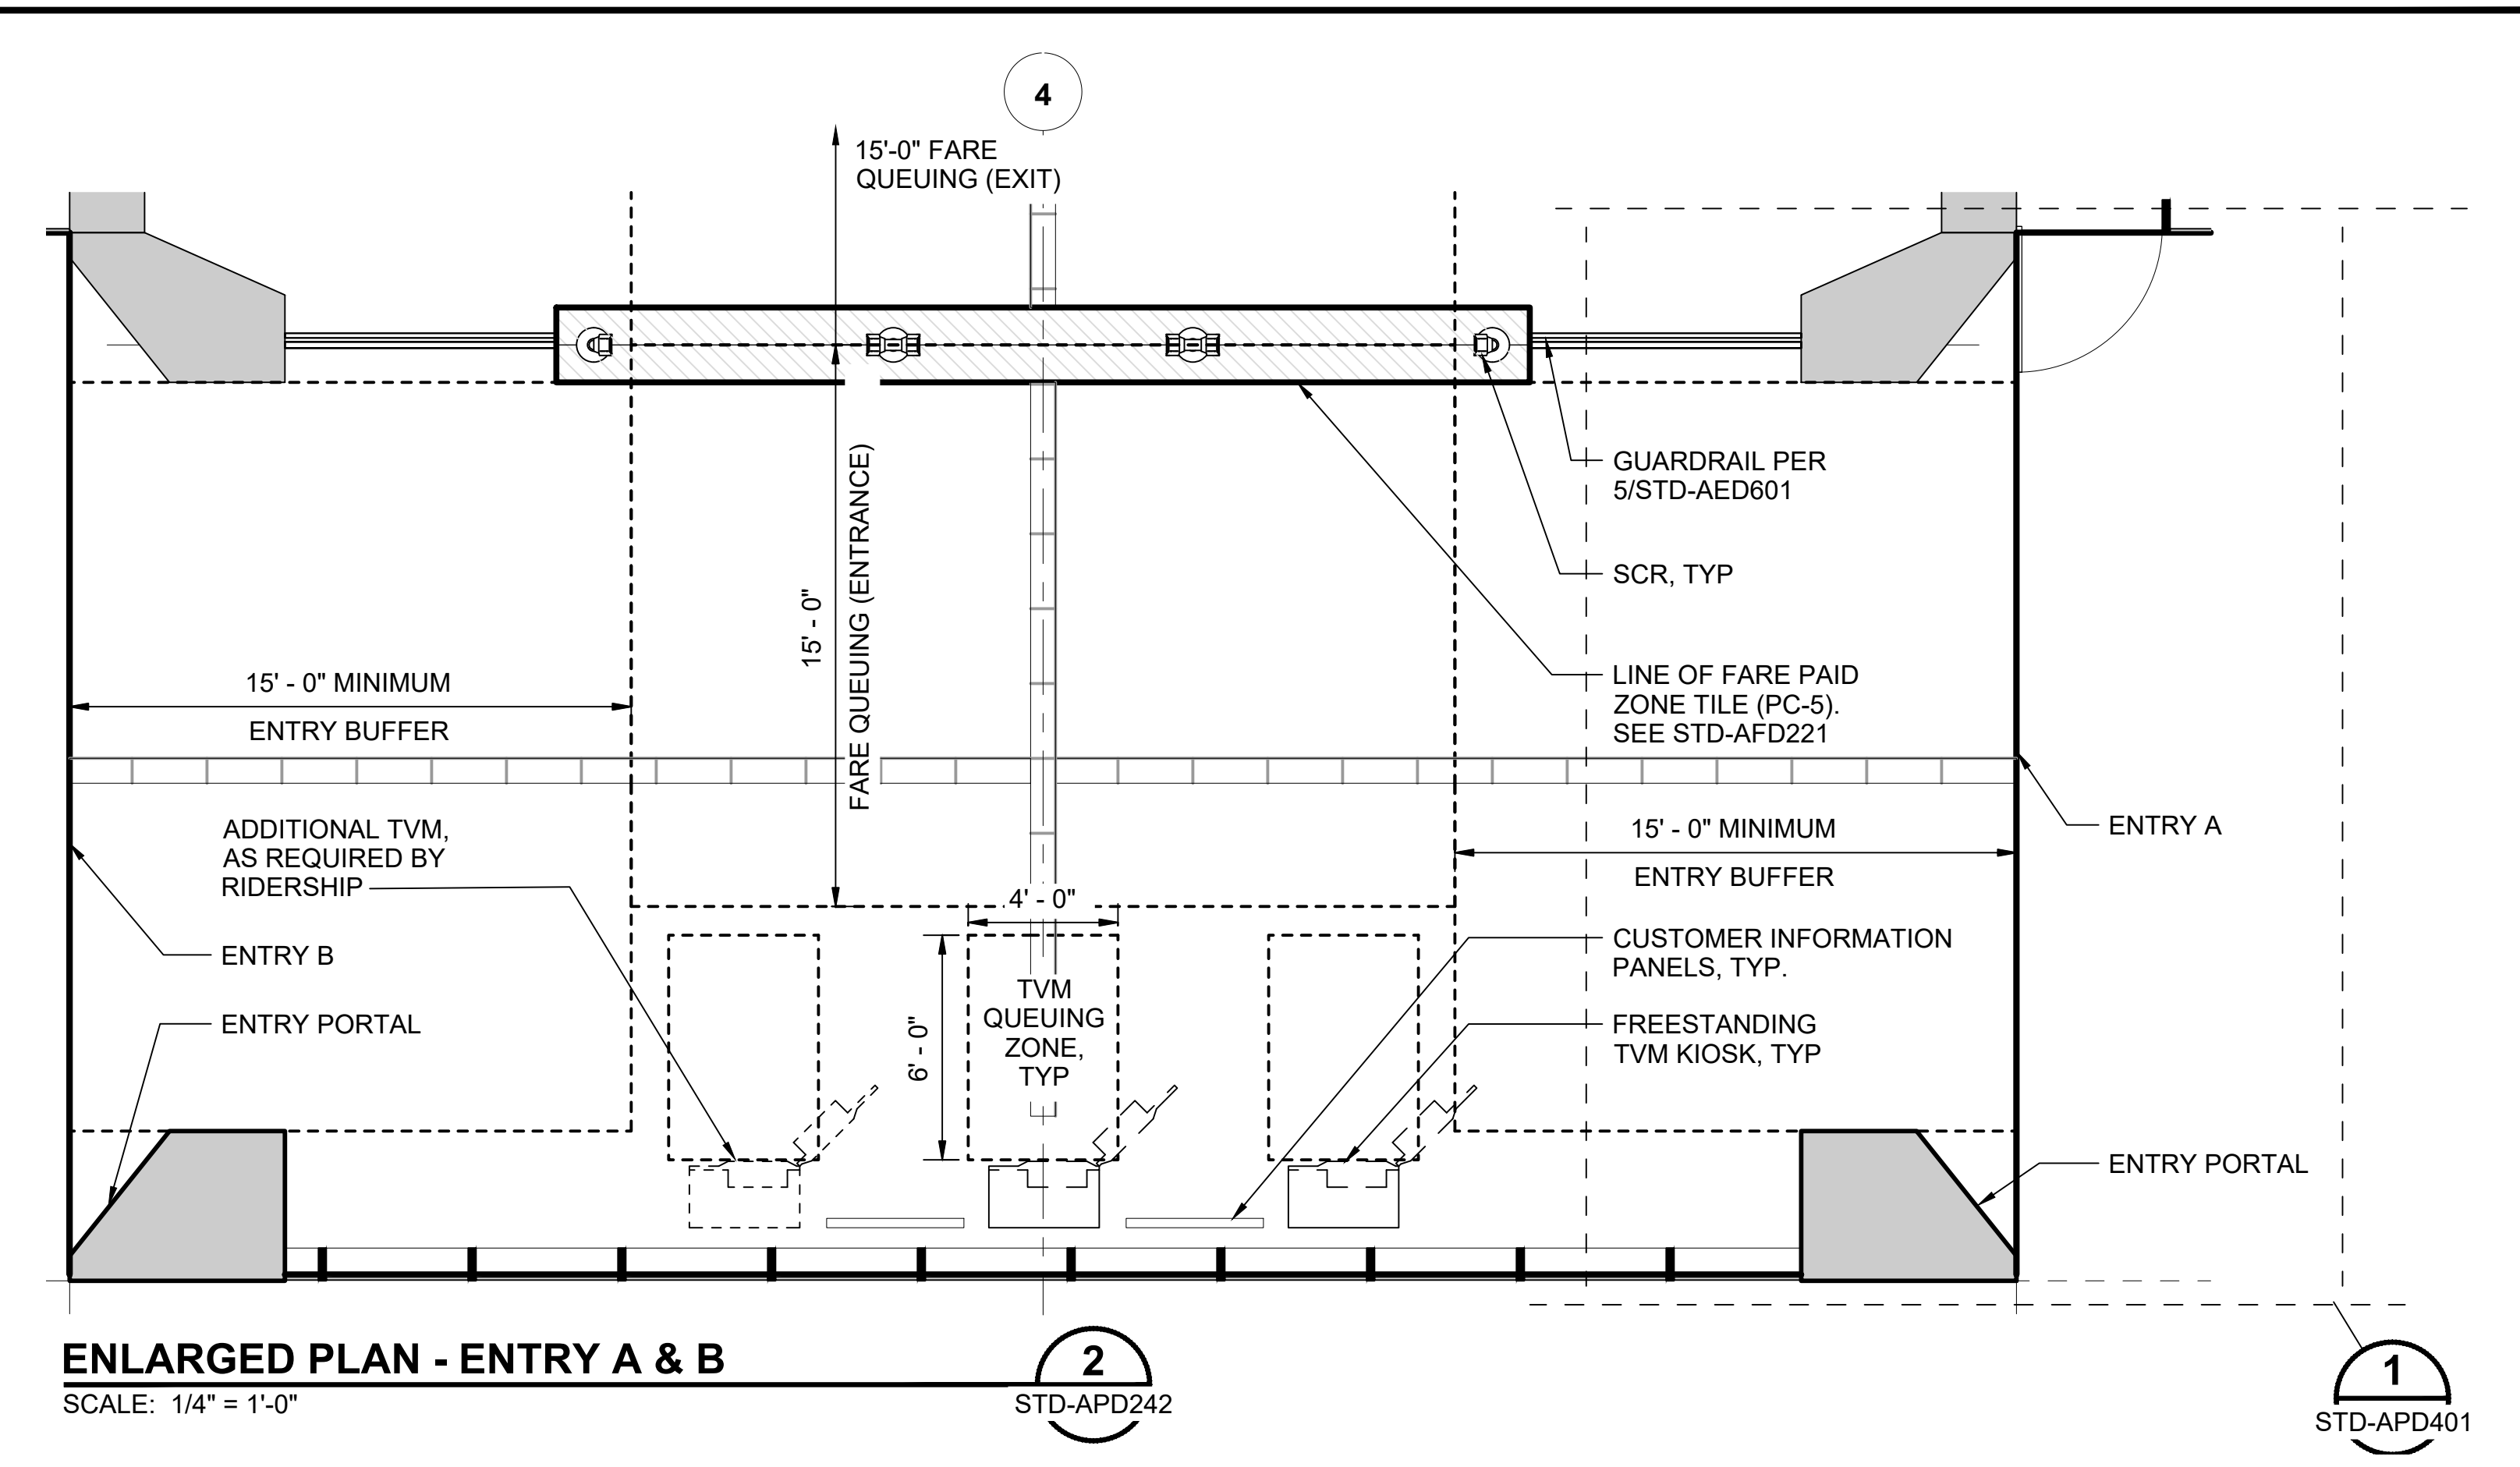 4
15'-0" FARE
QUEUING (EXIT)
GUARDRAIL PER
5/STD-AED601
SCR, TYP
15' - 0"
FARE QUEUING (ENTRANCE)
LINE OF FARE PAID
ZONE TILE (PC-5).
SEE STD-AFD221
15' - 0" MINIMUM
ENTRY BUFFER
ADDITIONAL TVM,
AS REQUIRED BY
RIDERSHIP
15' - 0" MINIMUM
ENTRY BUFFER
ENTRY A
4' - 0"
ENTRY B
CUSTOMER INFORMATION
PANELS, TYP.
6' - 0"
TVM
QUEUING
ZONE,
TYP
ENTRY PORTAL
FREESTANDING
TVM KIOSK, TYP
ENTRY PORTAL
ENLARGED PLAN - ENTRY A & B
SCALE: 1/4" = 1'-0"
2
STD-APD242
1
STD-APD401